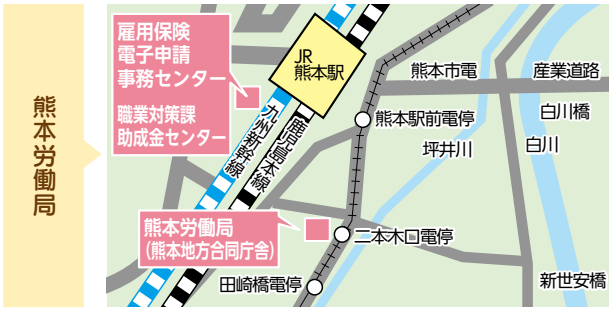 熊本労働局
雇用保険
電子申請
事務センター
職業対策課
助成金センター
JR
熊本駅
九州新幹線
鹿児島本線
熊本市電
産業道路
熊本駅前電停
白川橋
坪井川
白川
熊本労働局
(熊本地方合同庁舎)
二本木口電停
田崎橋電停
新世安橋